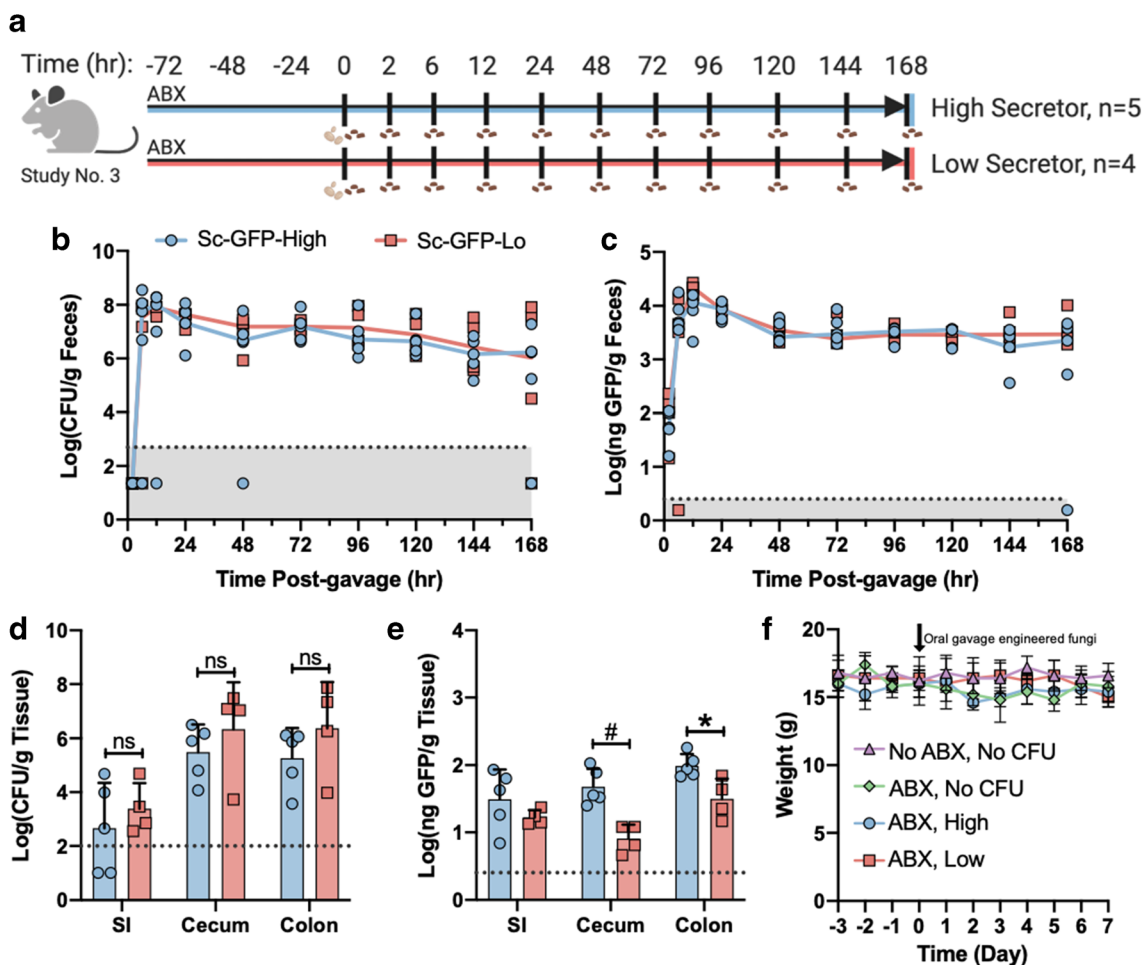 a
Time (hr): -72 -48 -24 0 2 6 12 24 48 72 96 120 144 168
ABX
High Secretor, n=5
ABX
Low Secretor, n=4
Study No. 3
b
Sc-GFP-High
Sc-GFP-Lo
10
8
6
4
2
0
Log(CFU/g Feces)
0 24 48 72 96 120 144 168
Time Post-gavage (hr)
c
5
4
3
2
1
0
Log(ng GFP/g Feces)
0 24 48 72 96 120 144 168
Time Post-gavage (hr)
d
10
8
6
4
2
0
Log(CFU/g Tissue)
ns
ns
ns
SI Cecum Colon
e
4
3
2
1
0
Log(ng GFP/g Tissue)
#
*
SI Cecum Colon
f
20
15
10
5
0
Weight (g)
Oral gavage engineered fungi
No ABX, No CFU
ABX, No CFU
ABX, High
ABX, Low
-3 -2 -1 0 1 2 3 4 5 6 7
Time (Day)